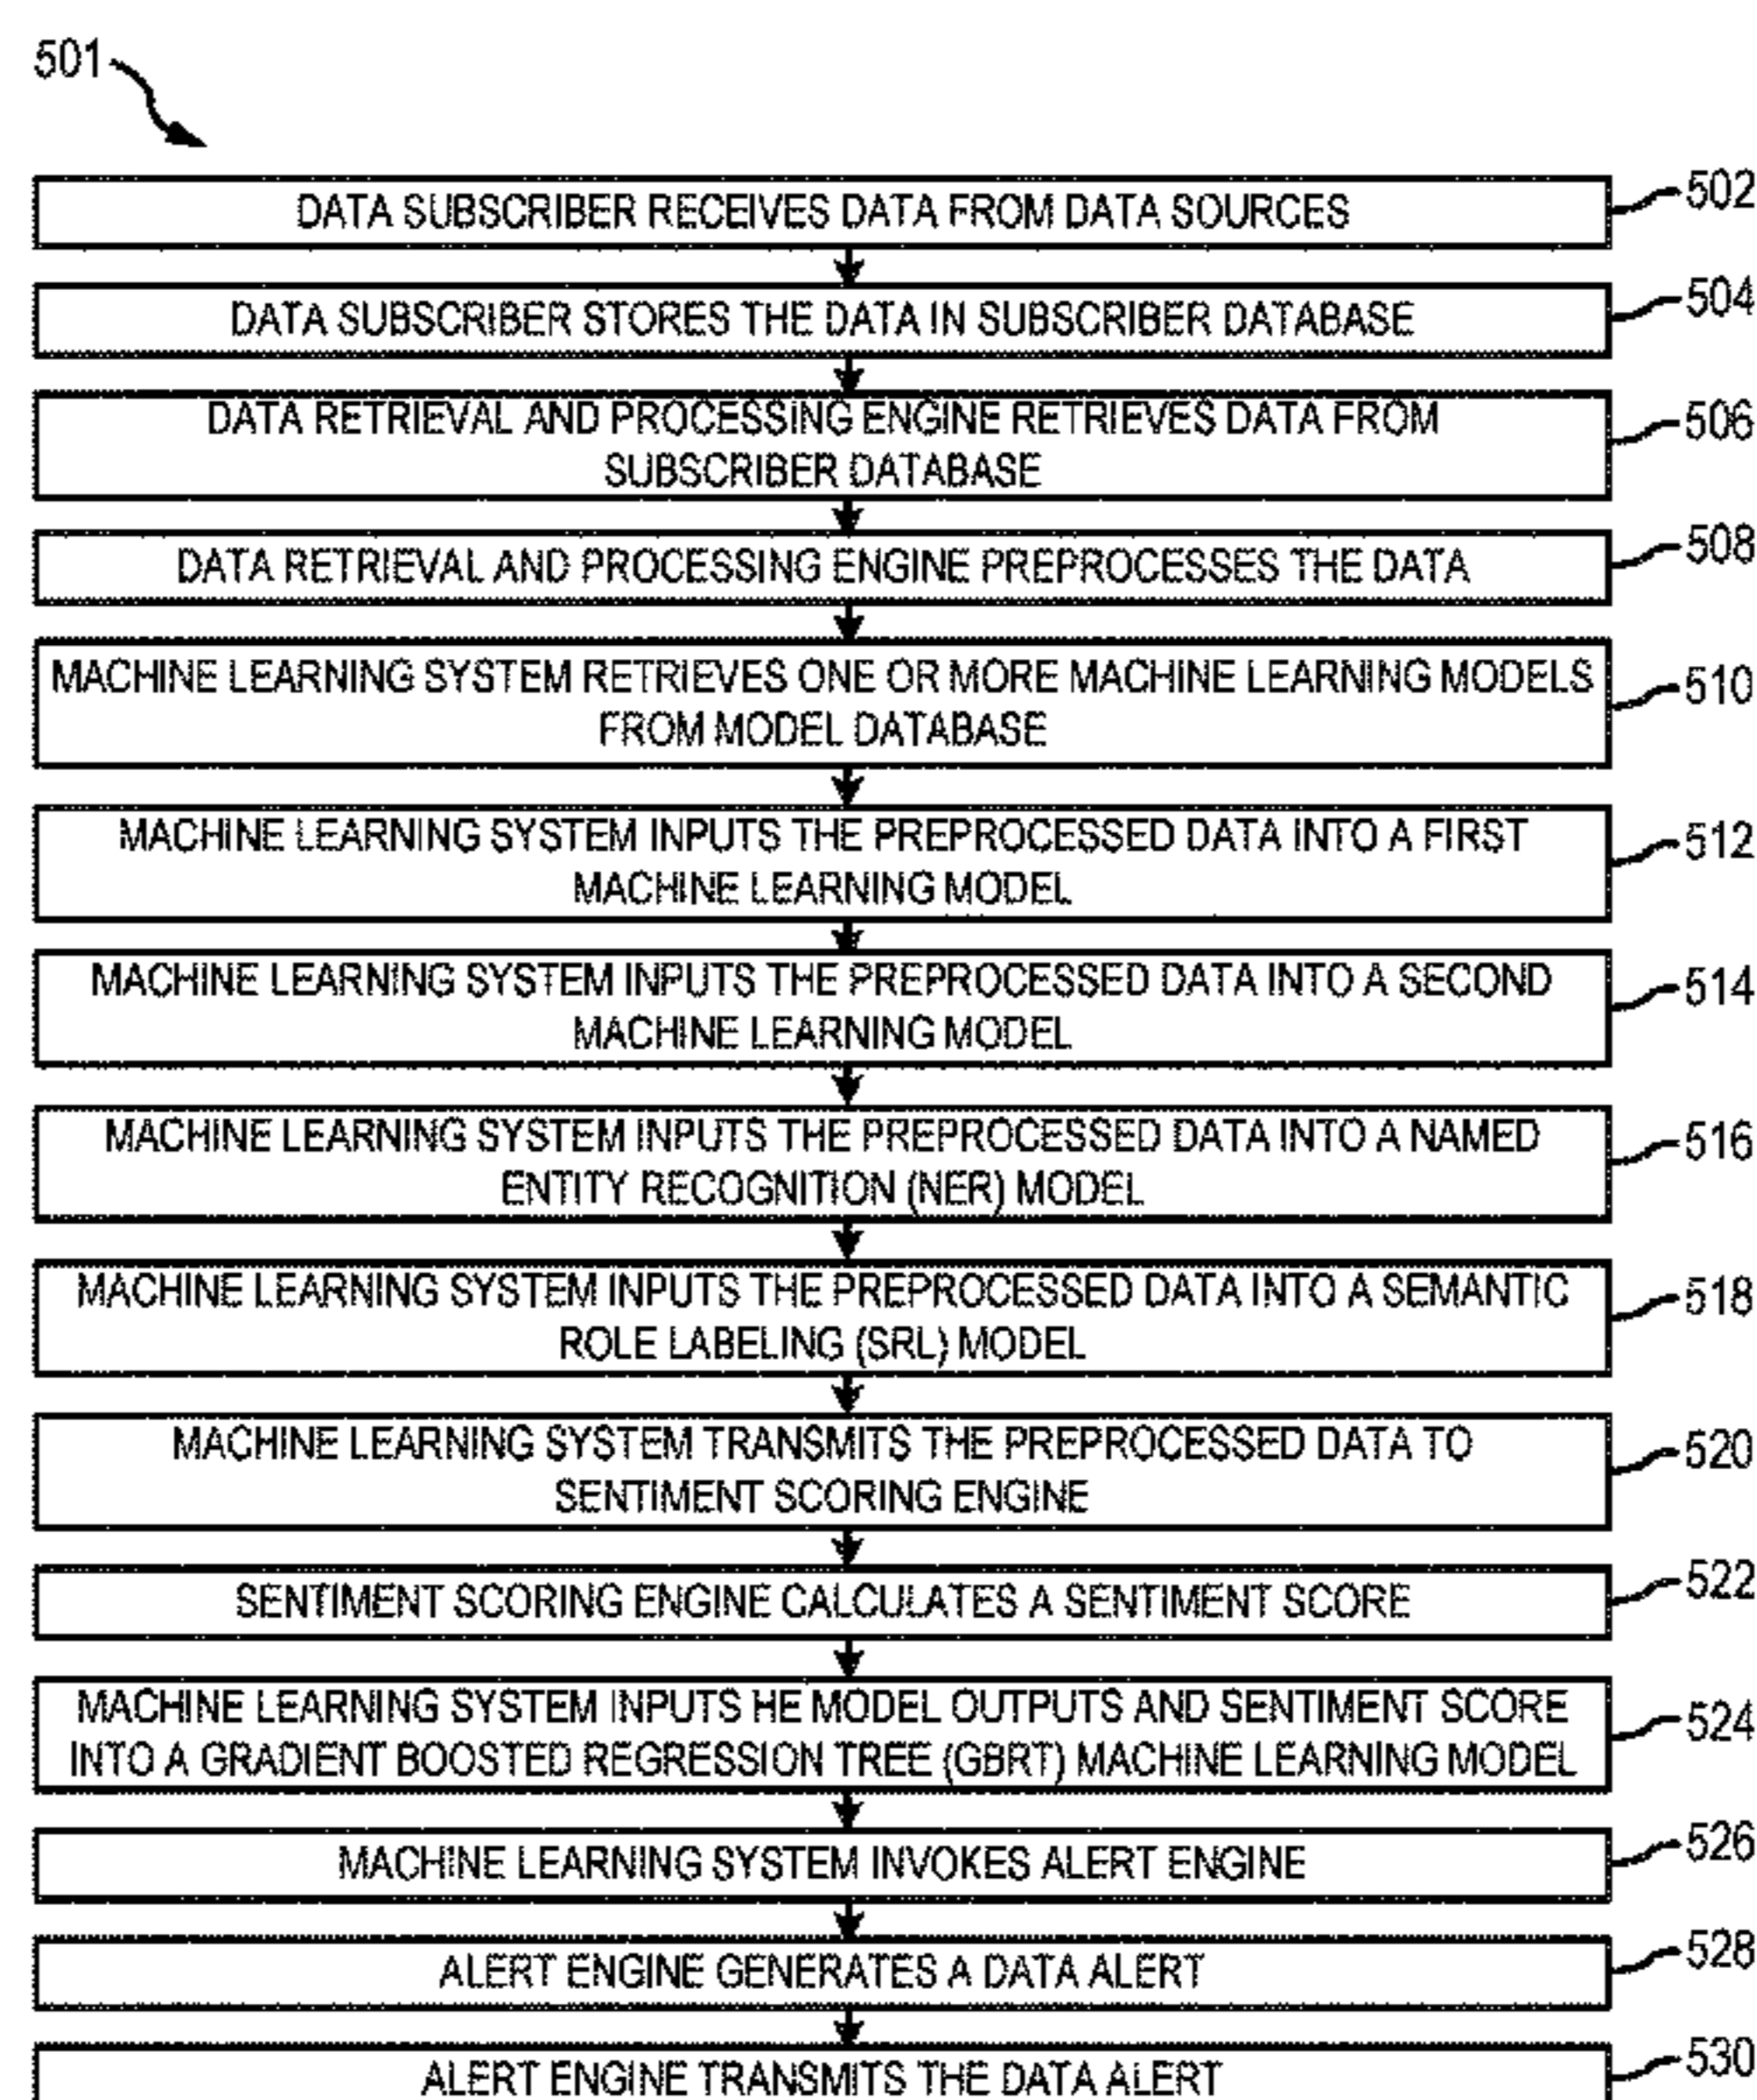 501
DATA SUBSCRIBER RECEIVES DATA FROM DATA SOURCES
502
DATA SUBSCRIBER STORES THE DATA IN SUBSCRIBER DATABASE
504
DATA RETRIEVAL AND PROCESSING ENGINE RETRIEVES DATA FROM
SUBSCRIBER DATABASE
506
DATA RETRIEVAL AND PROCESSING ENGINE PREPROCESSES THE DATA
508
MACHINE LEARNING SYSTEM RETRIEVES ONE OR MORE MACHINE LEARNING MODELS
FROM MODEL DATABASE
510
MACHINE LEARNING SYSTEM INPUTS THE PREPROCESSED DATA INTO A FIRST
MACHINE LEARNING MODEL
512
MACHINE LEARNING SYSTEM INPUTS THE PREPROCESSED DATA INTO A SECOND
MACHINE LEARNING MODEL
514
MACHINE LEARNING SYSTEM INPUTS THE PREPROCESSED DATA INTO A NAMED
ENTITY RECOGNITION (NER) MODEL
516
MACHINE LEARNING SYSTEM INPUTS THE PREPROCESSED DATA INTO A SEMANTIC
ROLE LABELING (SRL) MODEL
518
MACHINE LEARNING SYSTEM TRANSMITS THE PREPROCESSED DATA TO
SENTIMENT SCORING ENGINE
520
SENTIMENT SCORING ENGINE CALCULATES A SENTIMENT SCORE
522
MACHINE LEARNING SYSTEM INPUTS HE MODEL OUTPUTS AND SENTIMENT SCORE
INTO A GRADIENT BOOSTED REGRESSION TREE (GBRT) MACHINE LEARNING MODEL
524
MACHINE LEARNING SYSTEM INVOKES ALERT ENGINE
526
ALERT ENGINE GENERATES A DATA ALERT
528
ALERT ENGINE TRANSMITS THE DATA ALERT
530